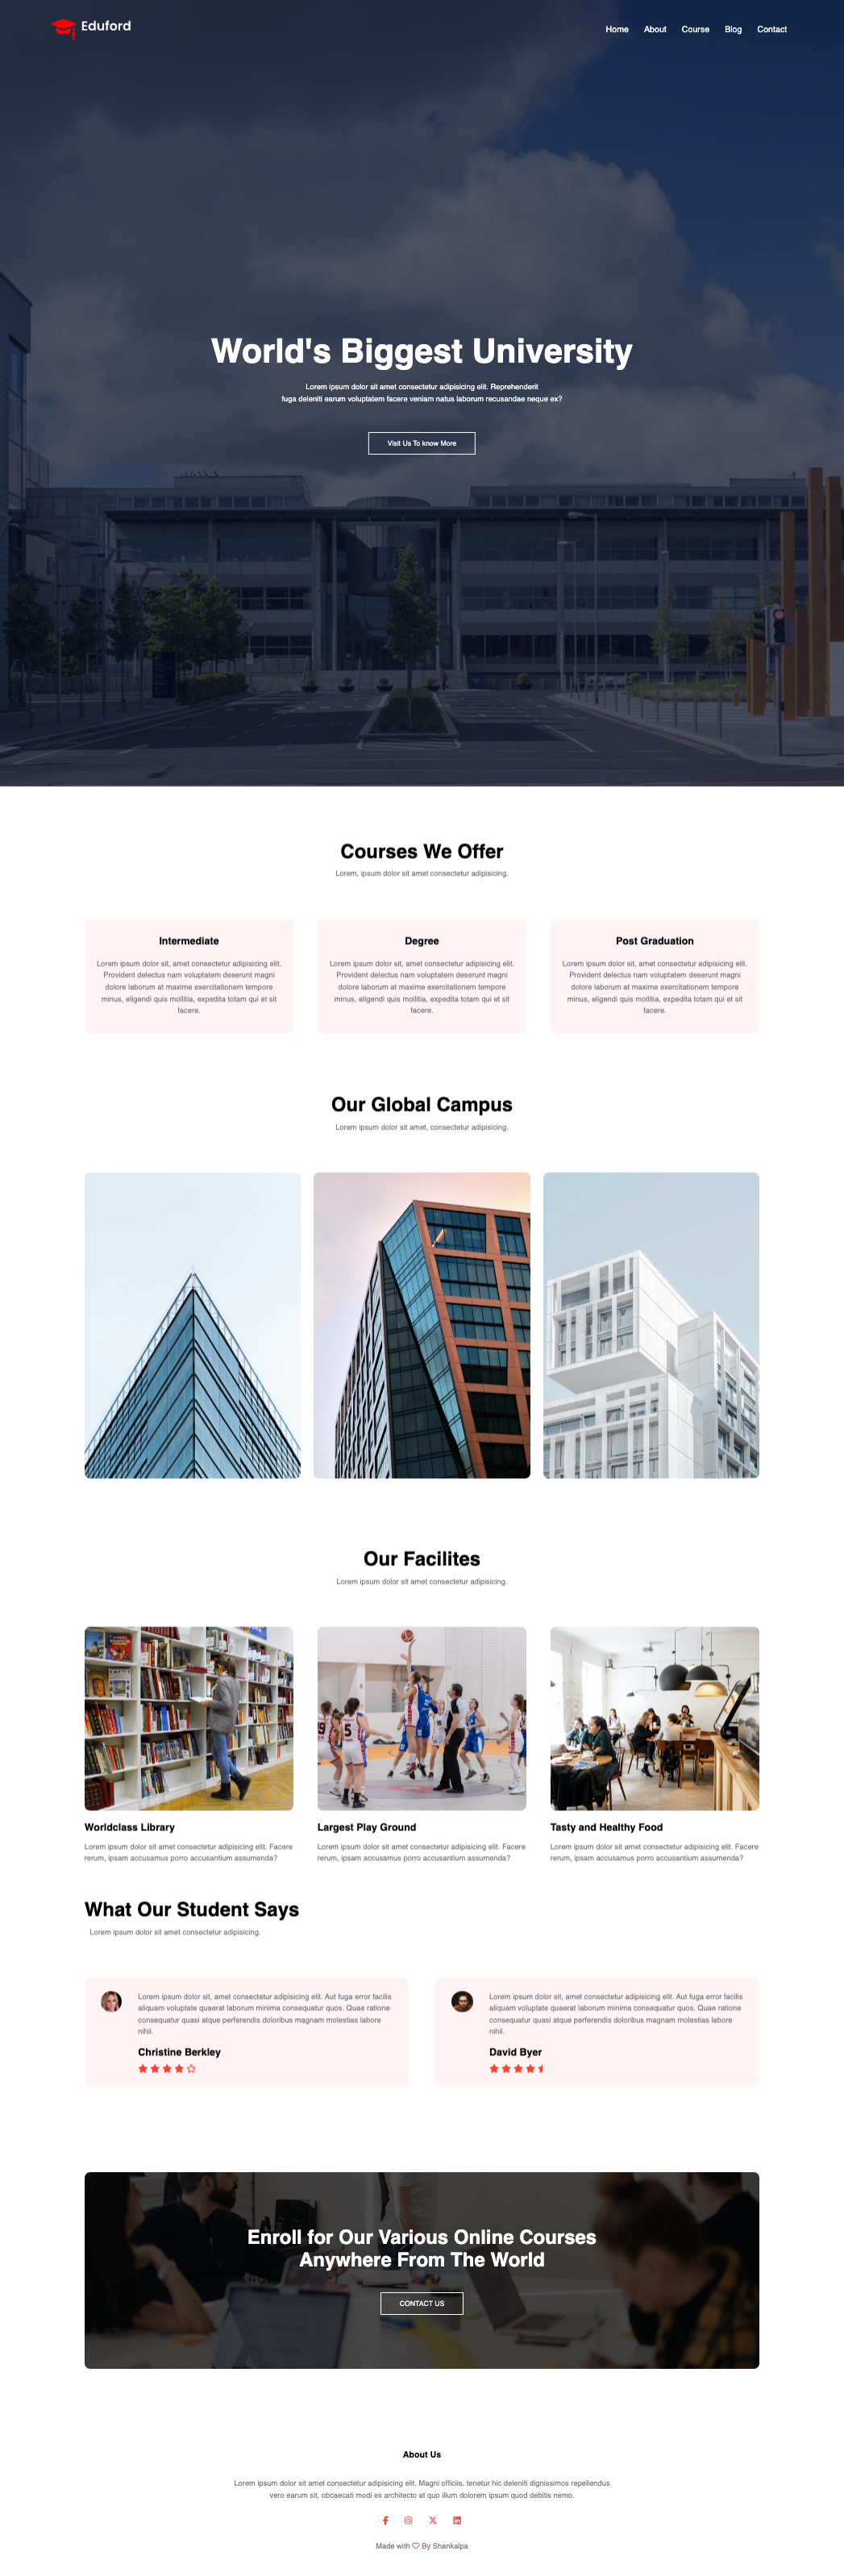 Eduford
Home About Course Blog Contact
World's Biggest University
Lorem ipsum dolor sit amet consectetur adipisicing elit. Reprehenderit
fuga deleniti earum voluptatem facere veniam natus laborum recusandae neque ex?
Visit Us To know More
Courses We Offer
Lorem, ipsum dolor sit amet consectetur adipisicing.
Intermediate
Lorem ipsum dolor sit, amet consectetur adipisicing elit.
Provident delectus nam voluptatem deserunt magni
dolore laborum at maxime exercitationem tempore
minus, eligendi quis mollitia, expedita totam qui et sit
facere.
Degree
Lorem ipsum dolor sit, amet consectetur adipisicing elit.
Provident delectus nam voluptatem deserunt magni
dolore laborum at maxime exercitationem tempore
minus, eligendi quis mollitia, expedita totam qui et sit
facere.
Post Graduation
Lorem ipsum dolor sit, amet consectetur adipisicing elit.
Provident delectus nam voluptatem deserunt magni
dolore laborum at maxime exercitationem tempore
minus, eligendi quis mollitia, expedita totam qui et sit
facere.
Our Global Campus
Lorem ipsum dolor sit amet, consectetur adipisicing.
Our Facilites
Lorem ipsum dolor sit amet consectetur adipisicing.
5
Worldclass Library
Lorem ipsum dolor sit amet consectetur adipisicing elit. Facere
rerum, ipsam accusamus porro accusantium assumenda?
Largest Play Ground
Lorem ipsum dolor sit amet consectetur adipisicing elit. Facere
rerum, ipsam accusamus porro accusantium assumenda?
Tasty and Healthy Food
Lorem ipsum dolor sit amet consectetur adipisicing elit. Facere
rerum, ipsam accusamus porro accusantium assumenda?
What Our Student Says
Lorem ipsum dolor sit amet consectetur adipisicing.
Lorem ipsum dolor sit, amet consectetur adipisicing elit. Aut fuga error facilis
aliquam voluptate quaerat laborum minima consequatur quos. Quae ratione
consequatur quasi atque perferendis doloribus magnam molestias labore
nihil.
Christine Berkley
Lorem ipsum dolor sit, amet consectetur adipisicing elit. Aut fuga error facilis
aliquam voluptate quaerat laborum minima consequatur quos. Quae ratione
consequatur quasi atque perferendis doloribus magnam molestias labore
nihil.
David Byer
Enroll for Our Various Online Courses
Anywhere From The World
CONTACT US
About Us
Lorem ipsum dolor sit amet consectetur adipisicing elit. Magni officiis, tenetur hic deleniti dignissimos repellendus
vero earum sit, obcaecati modi ex architecto at quo illum dolorem ipsum quod debitis nemo.
Made with By Shankalpa